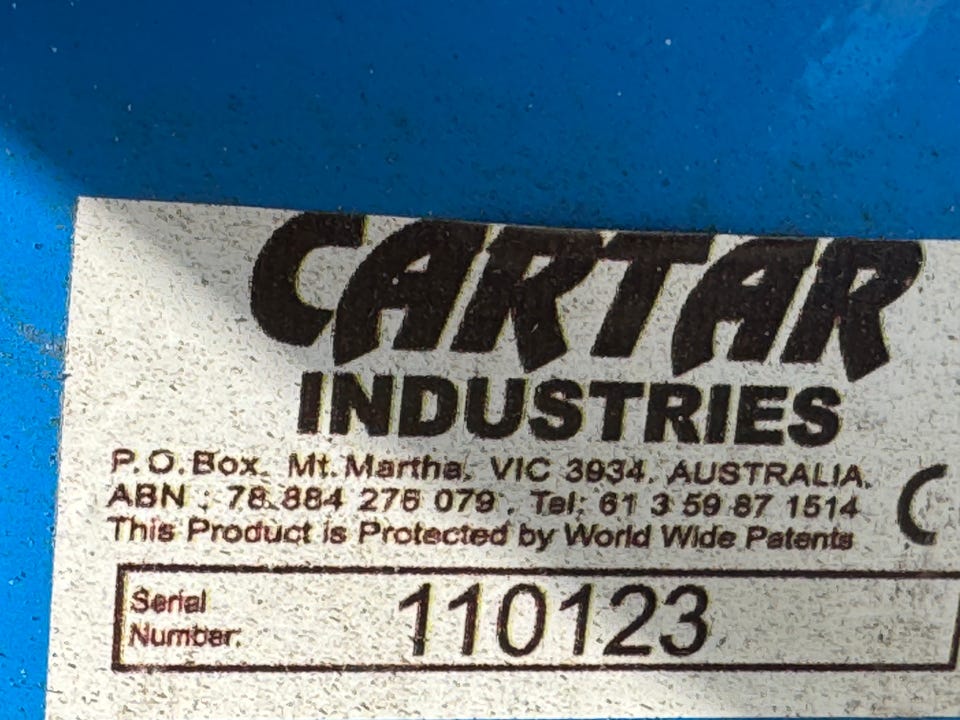 CARTAR
INDUSTRIES
P.O.Box. Mt. Martha, VIC 3934. AUSTRALIA.
ABN : 78.884 276 079 . Tel: 61 3 59 87 1514
This Product is Protected by World Wide Patents
C
Serial
Number:
110123